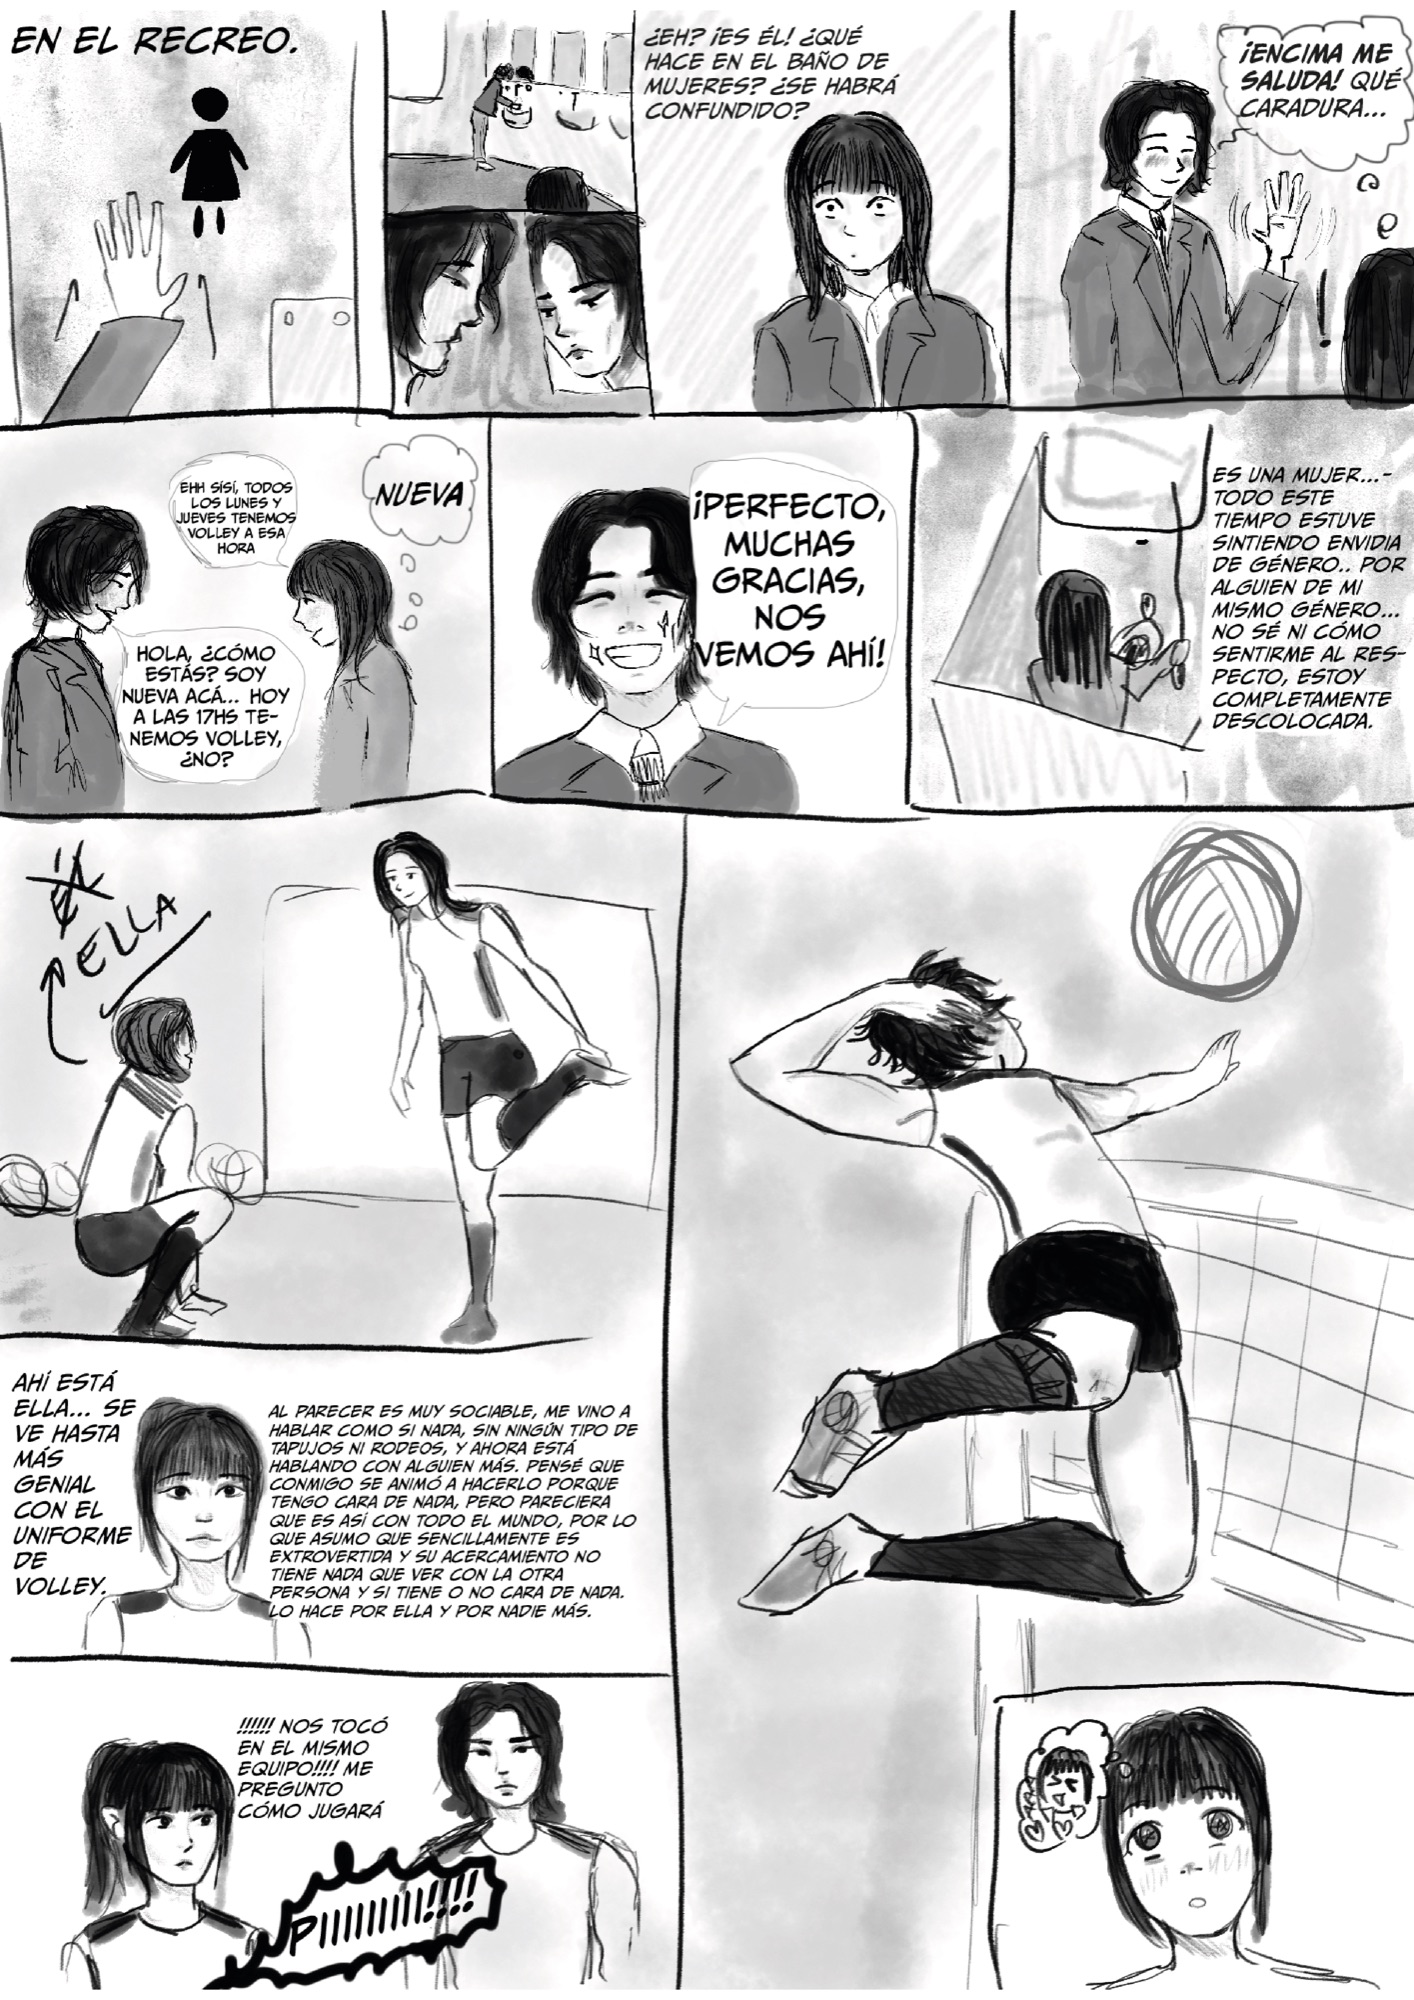 EN EL RECREO.
¿EH? ¡ES ÉL! ¿QUÉ
HACE EN EL BAÑO DE
MUJERES? ¿SE HABRÁ
CONFUNDIDO?
¡ENCIMA ME
SALUDA! QUÉ
CARADURA...
!
EHH SÍSÍ, TODOS
LOS LUNES Y
JUEVES TENEMOS
VOLLEY A ESA
HORA
NUEVA
HOLA, ¿CÓMO
ESTÁS? SOY
NUEVA ACÁ... HOY
A LAS 17HS TE-
NEMOS VOLLEY,
¿NO?
¡PERFECTO,
MUCHAS
GRACIAS,
NOS
VEMOS AHÍ!
ES UNA MUJER...-
TODO ESTE
TIEMPO ESTUVE
SINTIENDO ENVIDIA
DE GÉNERO.. POR
ALGUIEN DE MI
MISMO GÉNERO...
NO SÉ NI CÓMO
SENTIRME AL RES-
PECTO, ESTOY
COMPLETAMENTE
DESCOLOCADA.
ÉL
ELLA
AHÍ ESTÁ
ELLA... SE
VE HASTA
MÁS
GENIAL
CON EL
UNIFORME
DE
VOLLEY.
AL PARECER ES MUY SOCIABLE, ME VINO A
HABLAR COMO SI NADA, SIN NINGÚN TIPO DE
TAPUJOS NI RODEOS, Y AHORA ESTÁ
HABLANDO CON ALGUIEN MÁS. PENSÉ QUE
CONMIGO SE ANIMÓ A HACERLO PORQUE
TENGO CARA DE NADA, PERO PARECIERA
QUE ES ASÍ CON TODO EL MUNDO, POR LO
QUE ASUMO QUE SENCILLAMENTE ES
EXTROVERTIDA Y SU ACERCAMIENTO NO
TIENE NADA QUE VER CON LA OTRA
PERSONA Y SI TIENE O NO CARA DE NADA.
LO HACE POR ELLA Y POR NADIE MÁS.
!!!!!! NOS TOCÓ
EN EL MISMO
EQUIPO!!!! ME
PREGUNTO
CÓMO JUGARÁ
PIIIIIIIII!!!!